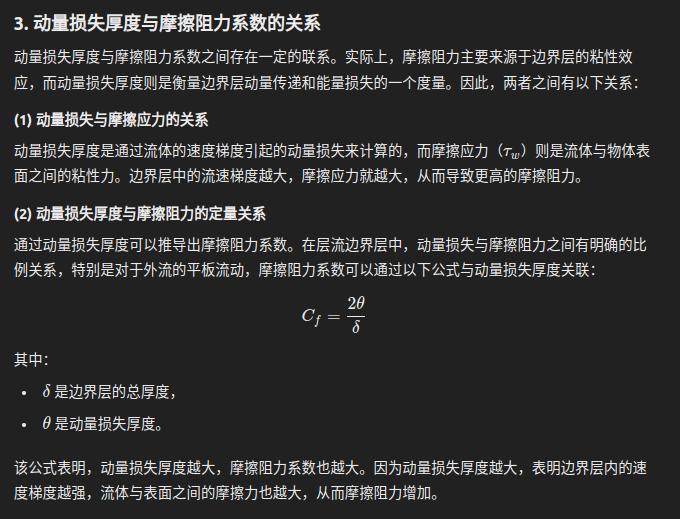 3. 动量损失厚度与摩擦阻力系数的关系
动量损失厚度与摩擦阻力系数之间存在一定的联系。实际上，摩擦阻力主要来源于边界层的粘性效
应，而动量损失厚度则是衡量边界层动量传递和能量损失的一个度量。因此，两者之间有以下关系：
(1) 动量损失与摩擦应力的关系
动量损失厚度是通过流体的速度梯度引起的动量损失来计算的，而摩擦应力（τ_w）则是流体与物体表
面之间的粘性力。边界层中的流速梯度越大，摩擦应力就越大，从而导致更高的摩擦阻力。
(2) 动量损失厚度与摩擦阻力的定量关系
通过动量损失厚度可以推导出摩擦阻力系数。在层流边界层中，动量损失与摩擦阻力之间有明确的比
例关系，特别是对于外流的平板流动，摩擦阻力系数可以通过以下公式与动量损失厚度关联：
C_f = 2θ/δ
其中：
• δ 是边界层的总厚度，
• θ 是动量损失厚度。
该公式表明，动量损失厚度越大，摩擦阻力系数也越大。因为动量损失厚度越大，表明边界层内的速
度梯度越强，流体与表面之间的摩擦力也越大，从而摩擦阻力增加。